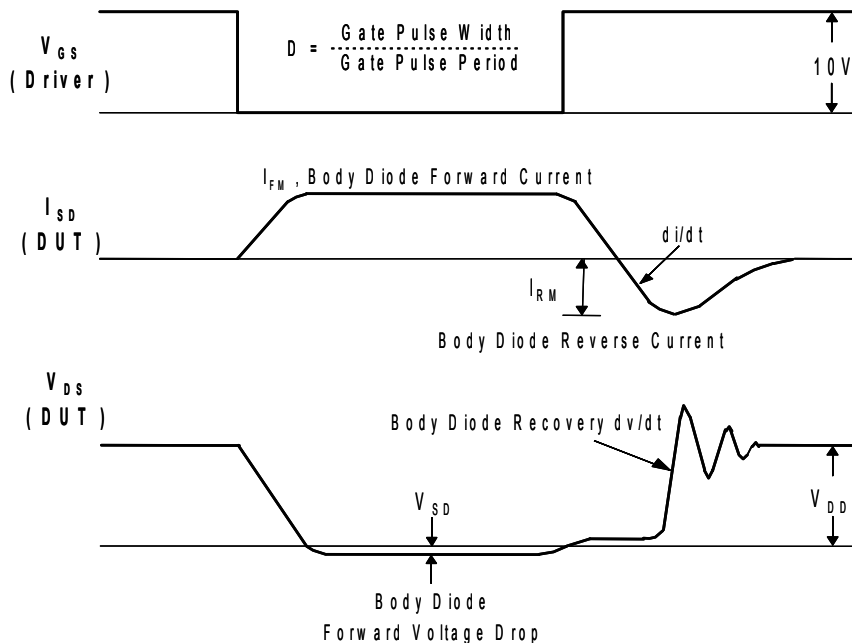 V GS
(Driver)
D = Gate Pulse Width
Gate Pulse Period
10V
I FM , Body Diode Forward Current
I SD
(DUT)
di/dt
I RM
Body Diode Reverse Current
V DS
(DUT)
Body Diode Recovery dv/dt
V SD
V DD
Body Diode
Forward Voltage Drop